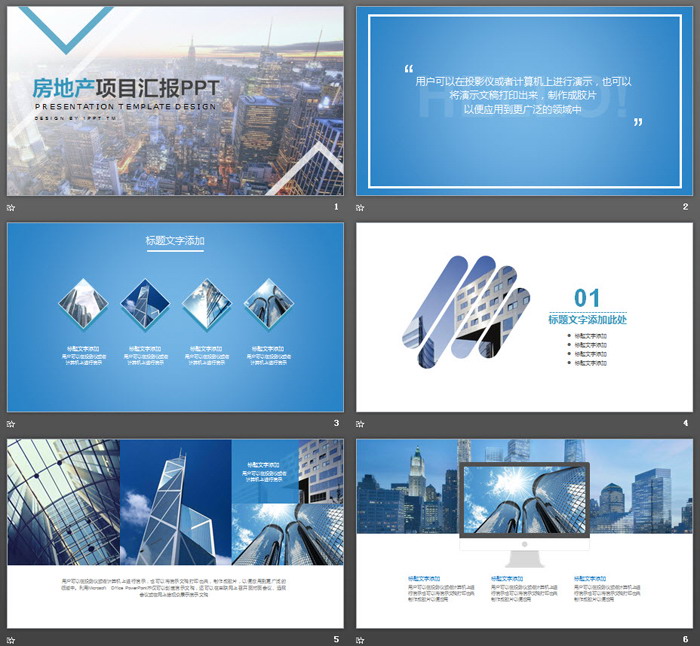 房地产项目汇报PPT
PRESENTATION TEMPLATE DESIGN
DESIGN BY 1PPT.TM
1
“
用户可以在投影仪或者计算机上进行演示，也可以
将演示文稿打印出来，制作成胶片
以便应用到更广泛的领域中
”
2
标题文字添加
标题文字添加
用户可以在投影仪或者
计算机上进行演示
标题文字添加
用户可以在投影仪或者
计算机上进行演示
标题文字添加
用户可以在投影仪或者
计算机上进行演示
标题文字添加
用户可以在投影仪或者
计算机上进行演示
3
01
标题文字添加此处
标题文字添加
标题文字添加
标题文字添加
标题文字添加
4
标题文字添加
用户可以在投影仪或者
计算机上进行演示
5
标题文字添加
标题文字添加
标题文字添加
6